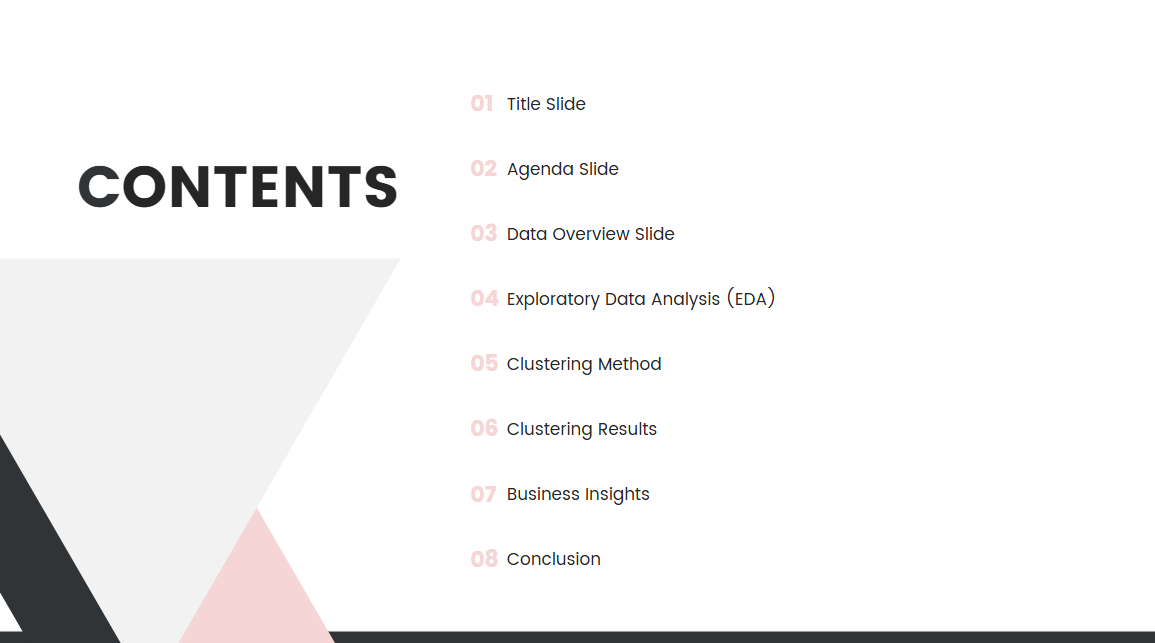 CONTENTS
01 Title Slide
02 Agenda Slide
03 Data Overview Slide
04 Exploratory Data Analysis (EDA)
05 Clustering Method
06 Clustering Results
07 Business Insights
08 Conclusion